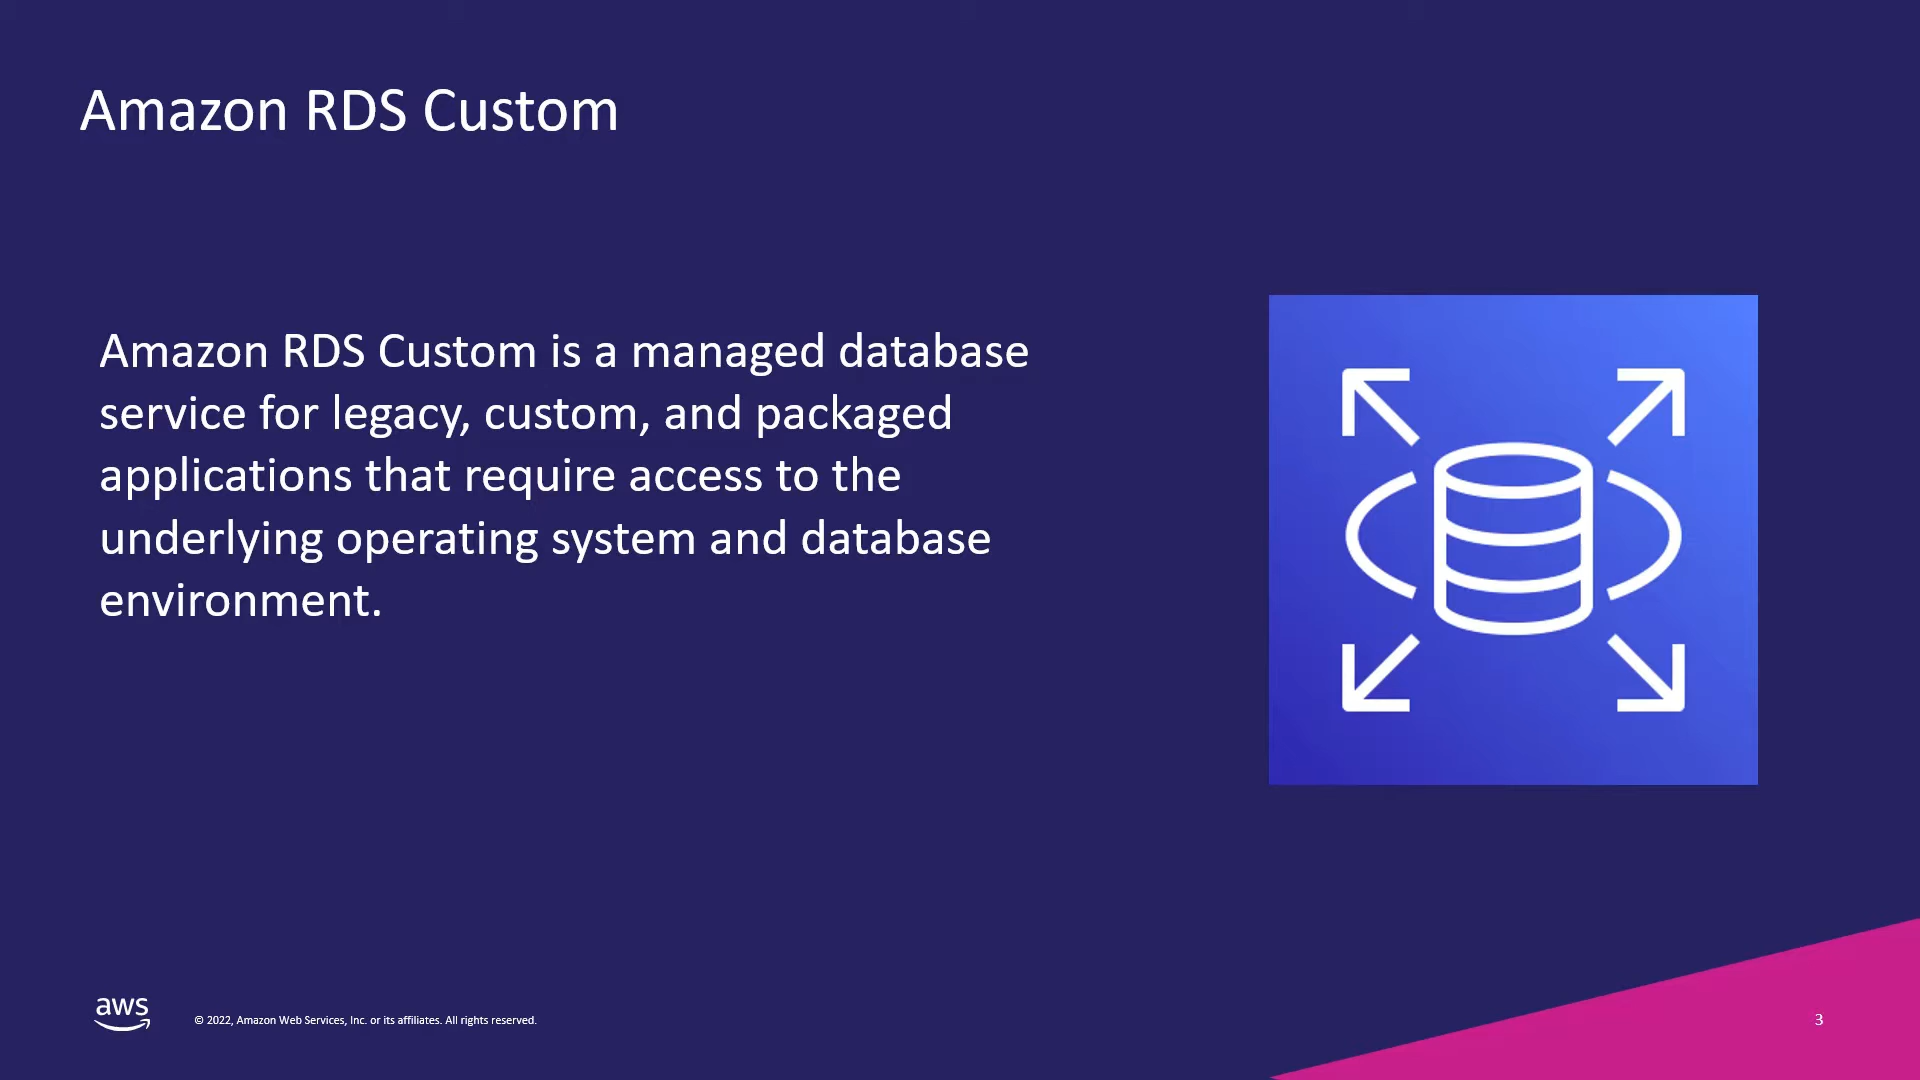 Amazon RDS Custom
Amazon RDS Custom is a managed database
service for legacy, custom, and packaged
applications that require access to the
underlying operating system and database
environment.
aws
© 2022, Amazon Web Services, Inc. or its affiliates. All rights reserved.
3